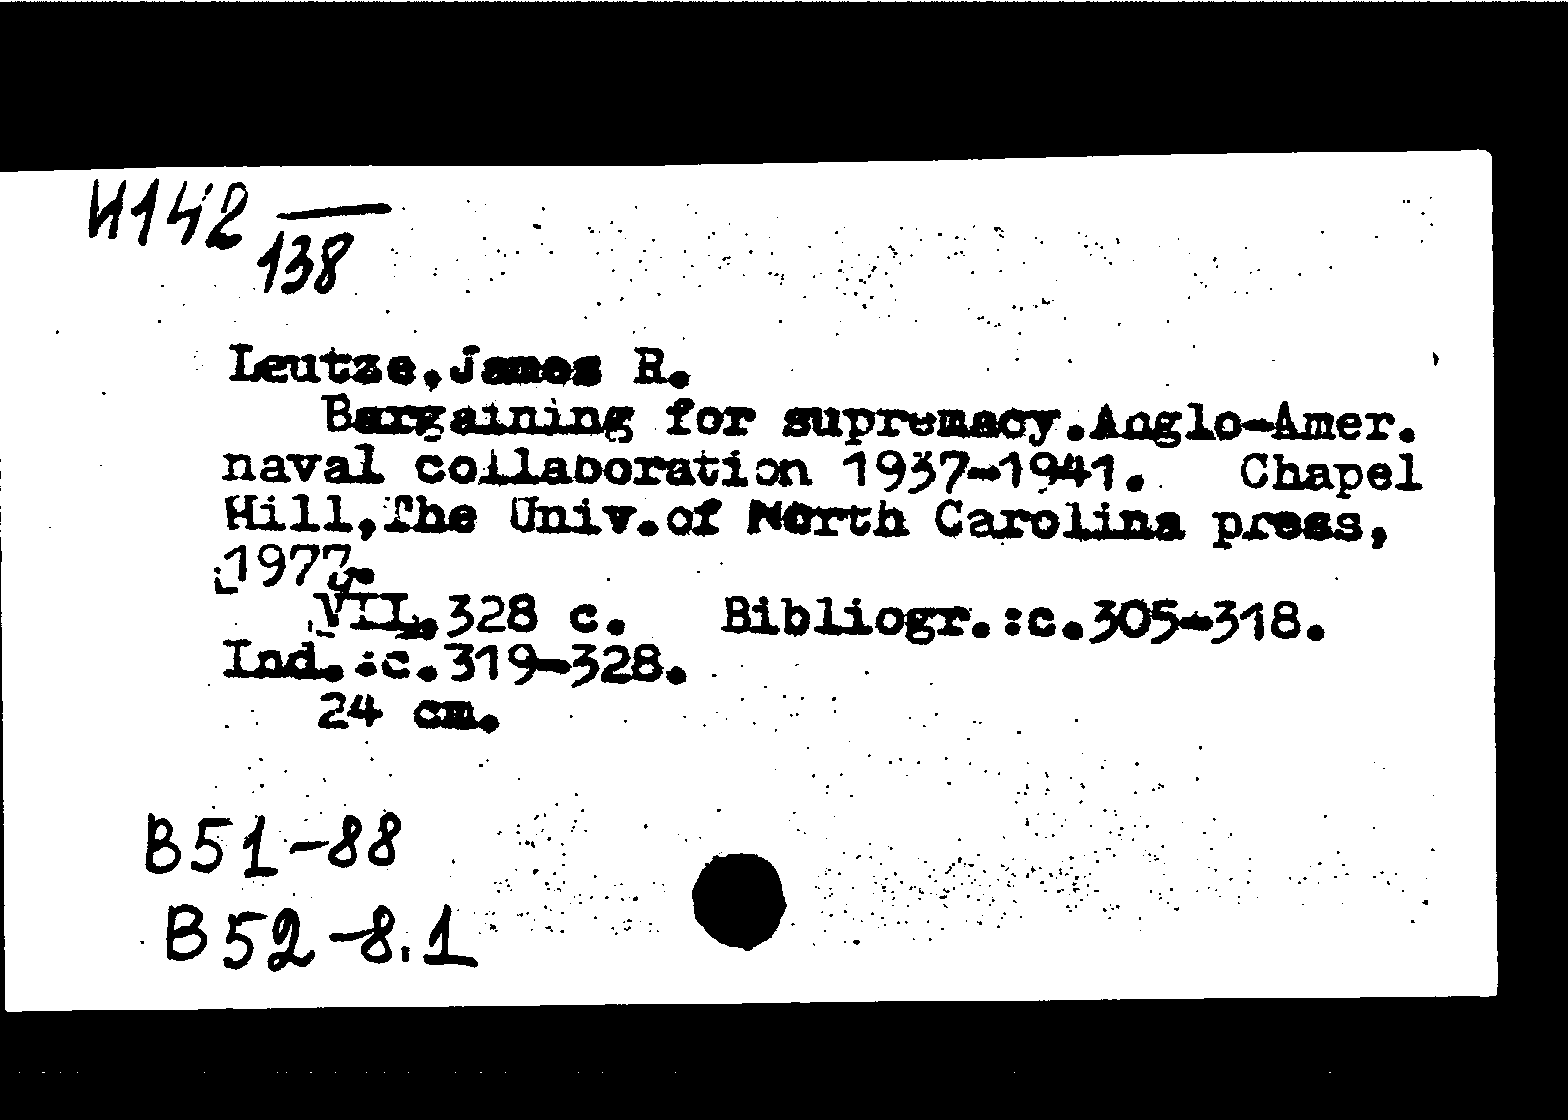 И142 —
138
Leutze,James R.
Bargaining for supremacy.Anglo-Amer.
naval collaboration 1937-1941. Chapel
Hill,The Univ.of North Carolina press,
1977.
VII,328 c. Bibliogr.:c.305-318.
Ind.:c.319-328.
24 cm.
B51-88
B52-8.1